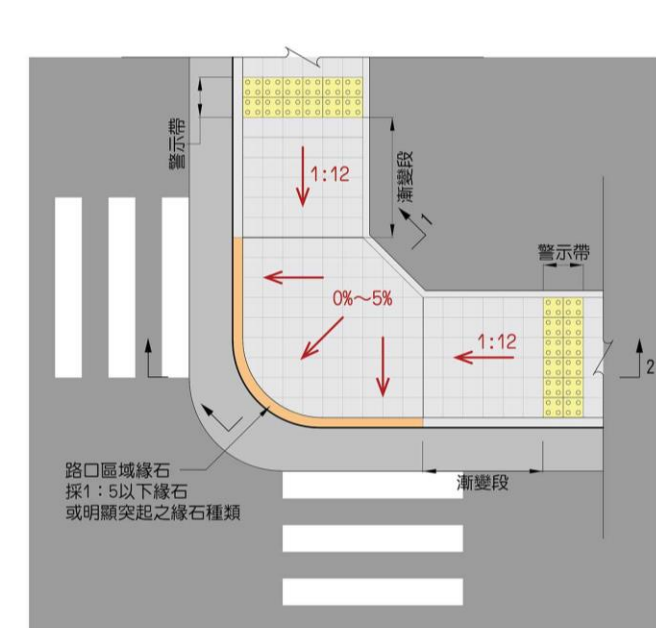 警示帶
1:12
漸變段
1
警示帶
0%～5%
1:12
2
路口區域緣石
採1：5以下緣石
或明顯突起之緣石種類
漸變段